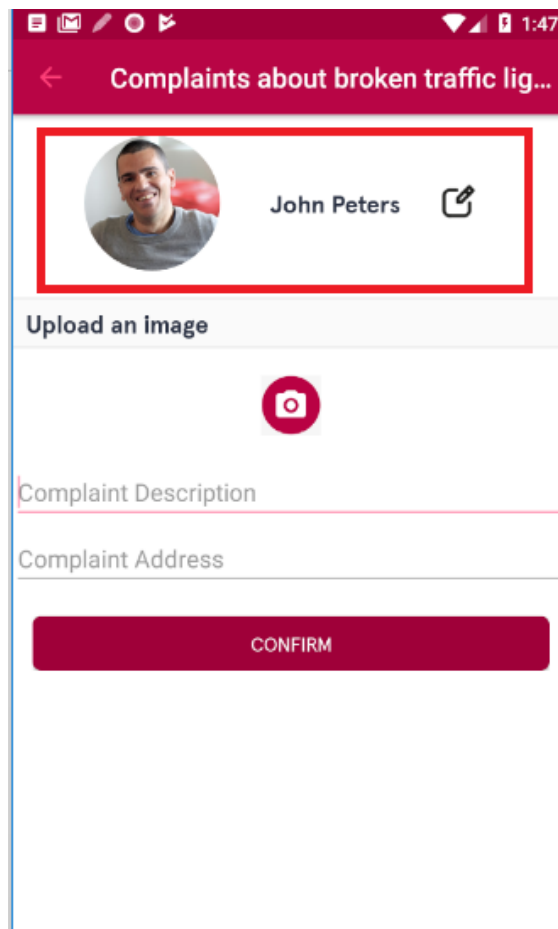 1:47
Complaints about broken traffic lig...
John Peters
Upload an image
Complaint Description
Complaint Address
CONFIRM